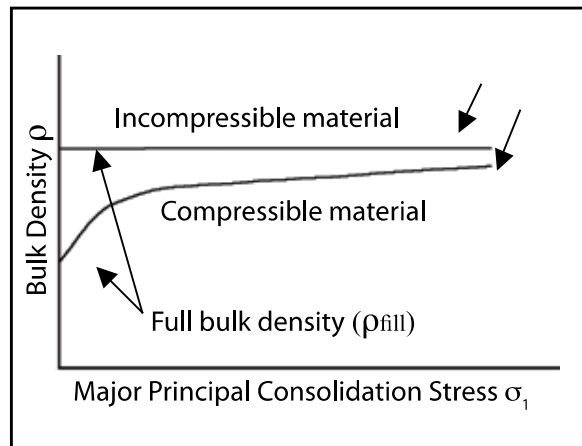 Bulk Density ρ
Incompressible material
Compressible material
Full bulk density (ρfill)
Major Principal Consolidation Stress σ₁